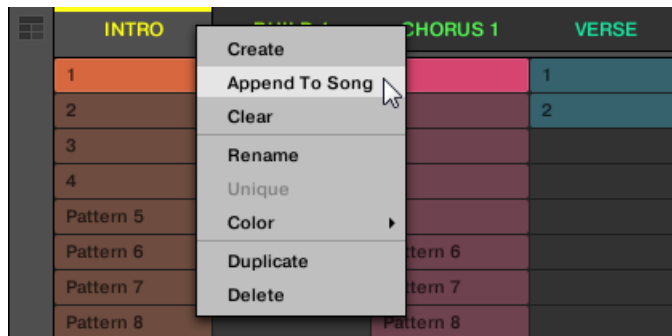 INTRO CHORUS 1 VERSE
Create
1 Append To Song 1
2 Clear 2
3 Rename
4 Unique
Pattern 5 Color
Pattern 6 Duplicate
Pattern 7 Delete
Pattern 8 Pattern 8